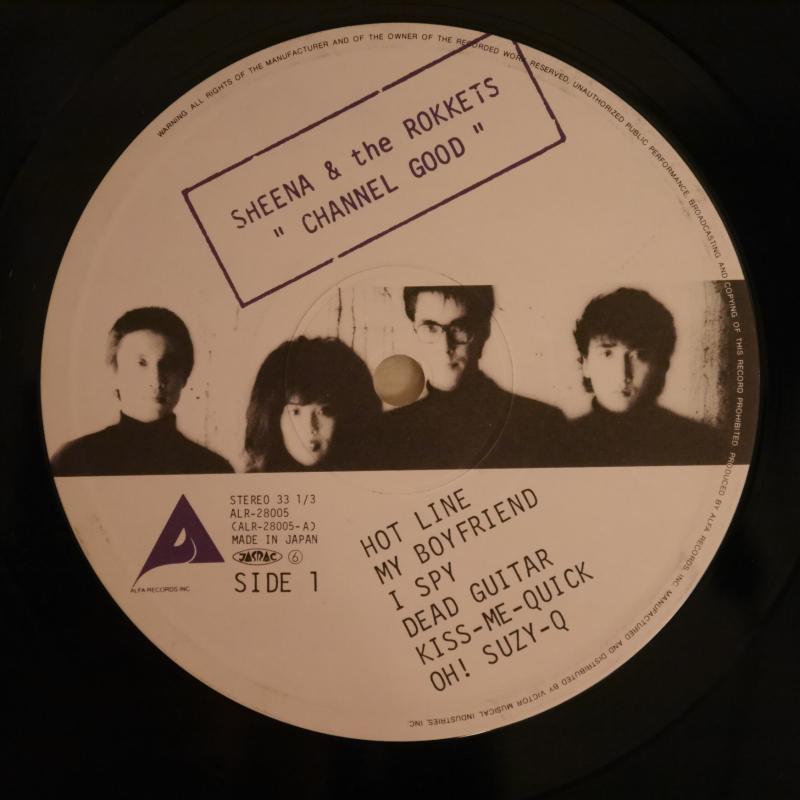 WARNING. ALL RIGHTS OF THE MANUFACTURER AND OF THE OWNER OF THE RECORDED WORK RESERVED. UNAUTHORIZED PUBLIC PERFORMANCE, BROADCASTING AND COPYING OF THIS RECORD PROHIBITED. PRODUCED BY ALFA RECORDS, INC. MANUFACTURED AND DISTRIBUTED BY VICTOR MUSICAL INDUSTRIES, INC.
SHEENA & the ROKKETS
" CHANNEL GOOD "
STEREO 33 1/3
ALR-28005
(ALR-28005-A)
MADE IN JAPAN
JASRAC 6
SIDE 1
ALFA RECORDS INC
HOT LINE
MY BOYFRIEND
I SPY
DEAD GUITAR
KISS-ME-QUICK
OH! SUZY-Q